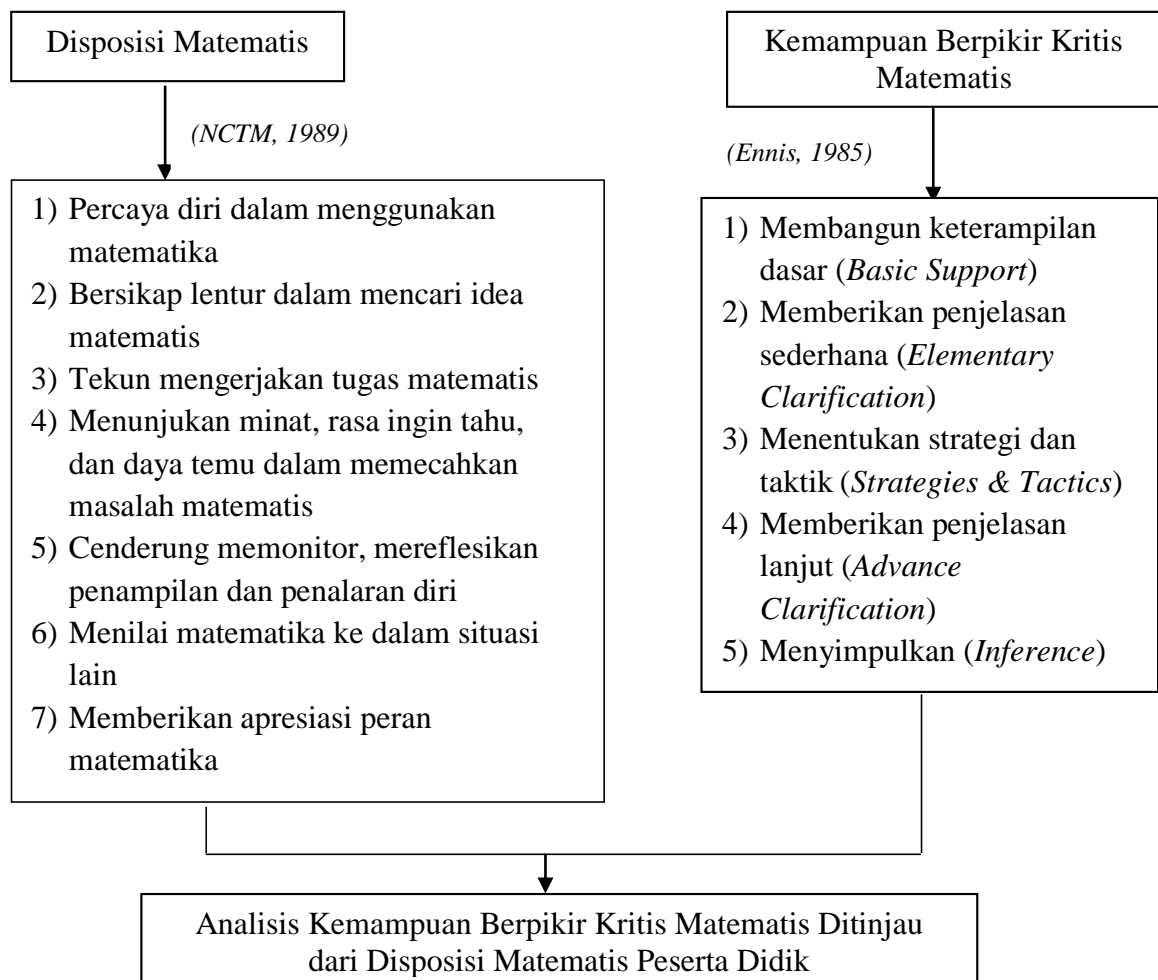 Disposisi Matematis
(NCTM, 1989)
1) Percaya diri dalam menggunakan
matematika
2) Bersikap lentur dalam mencari idea
matematis
3) Tekun mengerjakan tugas matematis
4) Menunjukan minat, rasa ingin tahu,
dan daya temu dalam memecahkan
masalah matematis
5) Cenderung memonitor, mereflesikan
penampilan dan penalaran diri
6) Menilai matematika ke dalam situasi
lain
7) Memberikan apresiasi peran
matematika
Kemampuan Berpikir Kritis
Matematis
(Ennis, 1985)
1) Membangun keterampilan
dasar (Basic Support)
2) Memberikan penjelasan
sederhana (Elementary
Clarification)
3) Menentukan strategi dan
taktik (Strategies & Tactics)
4) Memberikan penjelasan
lanjut (Advance
Clarification)
5) Menyimpulkan (Inference)
Analisis Kemampuan Berpikir Kritis Matematis Ditinjau
dari Disposisi Matematis Peserta Didik